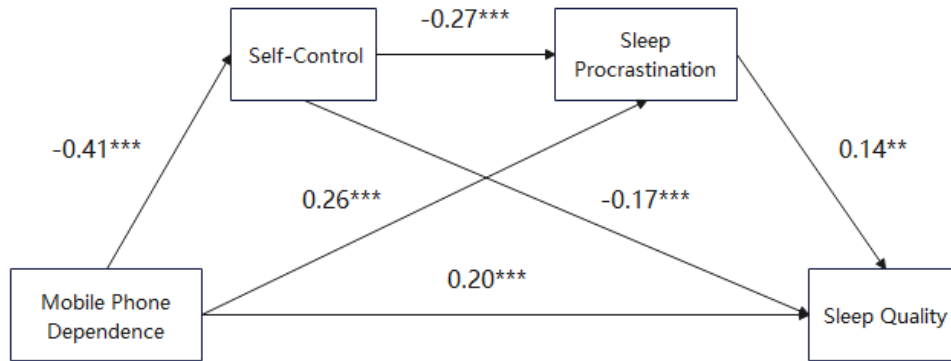 -0.27***
Self-Control
Sleep
Procrastination
-0.41***
0.14**
0.26***
-0.17***
Mobile Phone
Dependence
0.20***
Sleep Quality